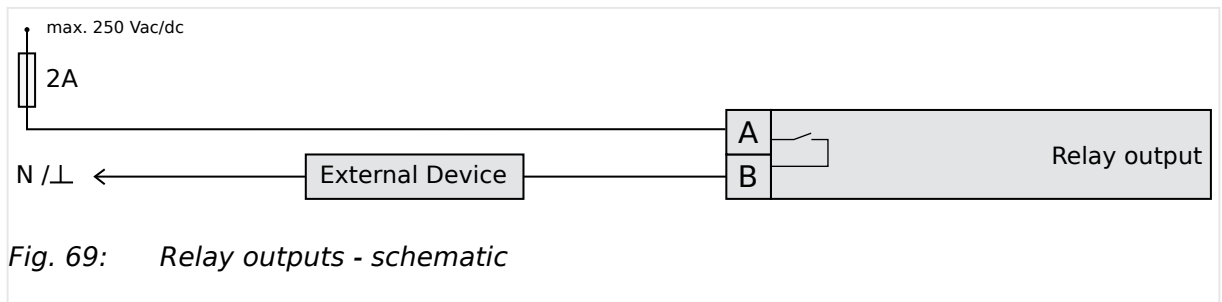 max. 250 Vac/dc
2A
A
N /⊥
External Device
B
Relay output
Fig. 69: Relay outputs - schematic